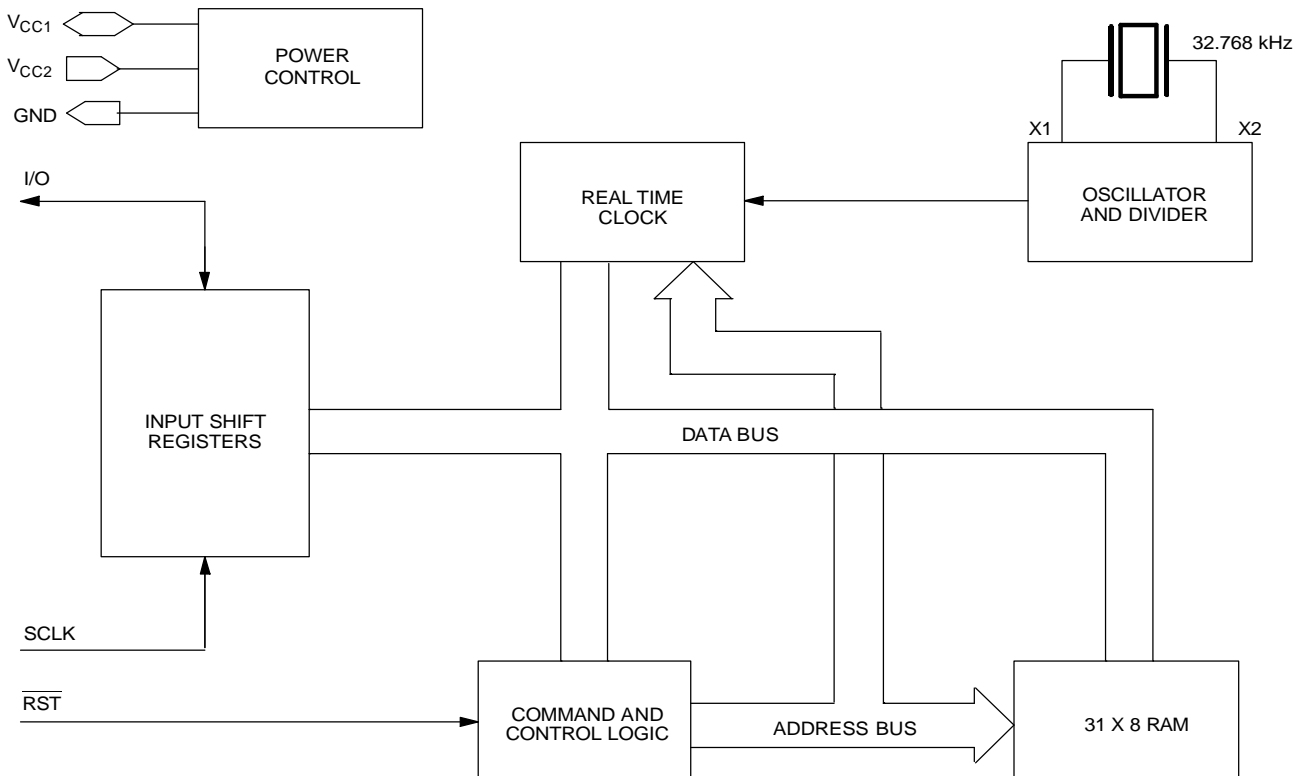 VCC1
VCC2
GND
POWER
CONTROL
32.768 kHz
X1
X2
I/O
REAL TIME
CLOCK
OSCILLATOR
AND DIVIDER
INPUT SHIFT
REGISTERS
DATA BUS
SCLK
RST
COMMAND AND
CONTROL LOGIC
ADDRESS BUS
31 X 8 RAM